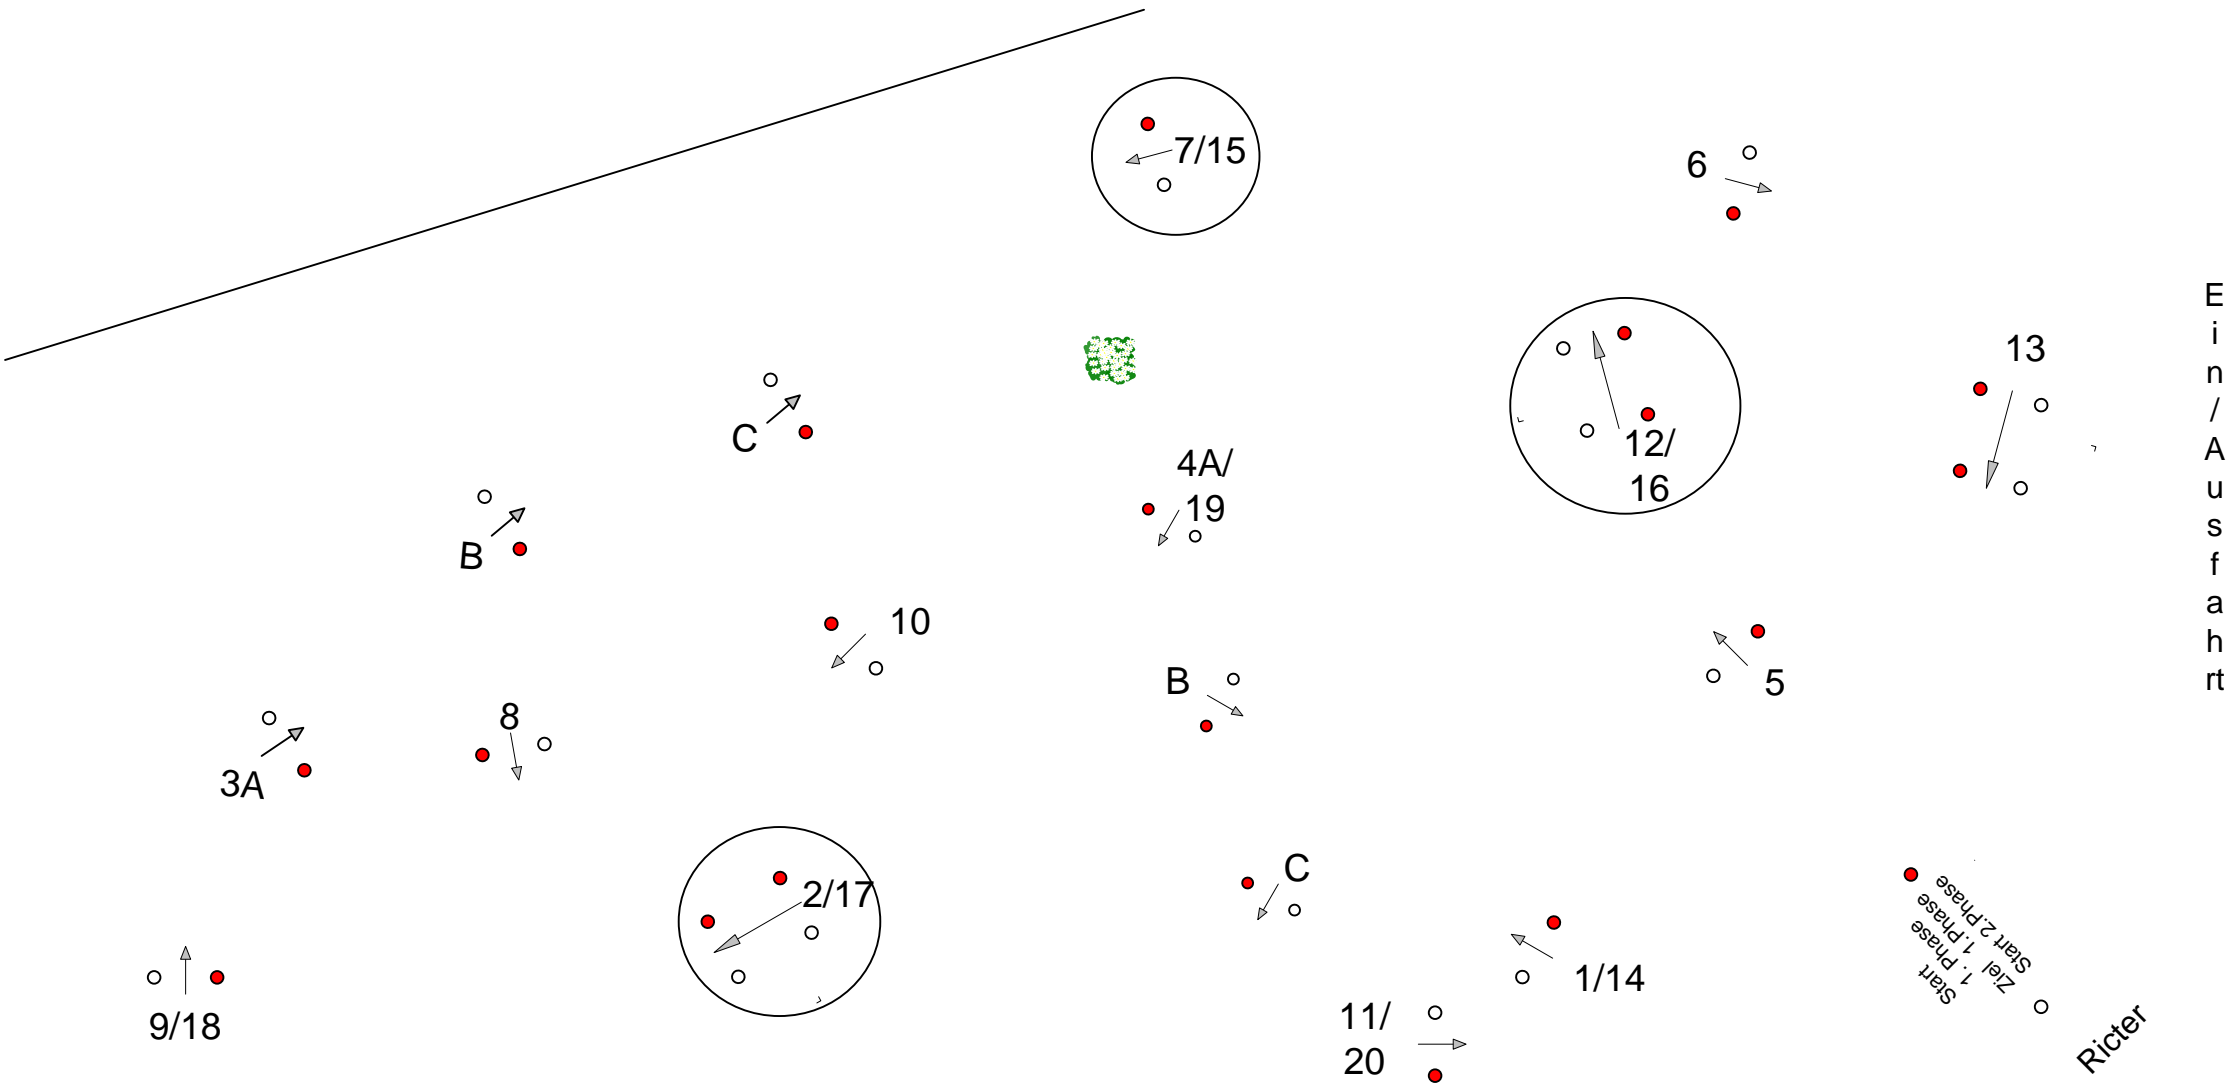 7/15
6
Ein/Ausfahrt
13
C
12/
16
4A/
19
B
10
B
5
8
3A
2/17
C
1/14
9/18
11/
20
Start
1. Phase
Ziel 1.Phase
Start 2.Phase
Ricter